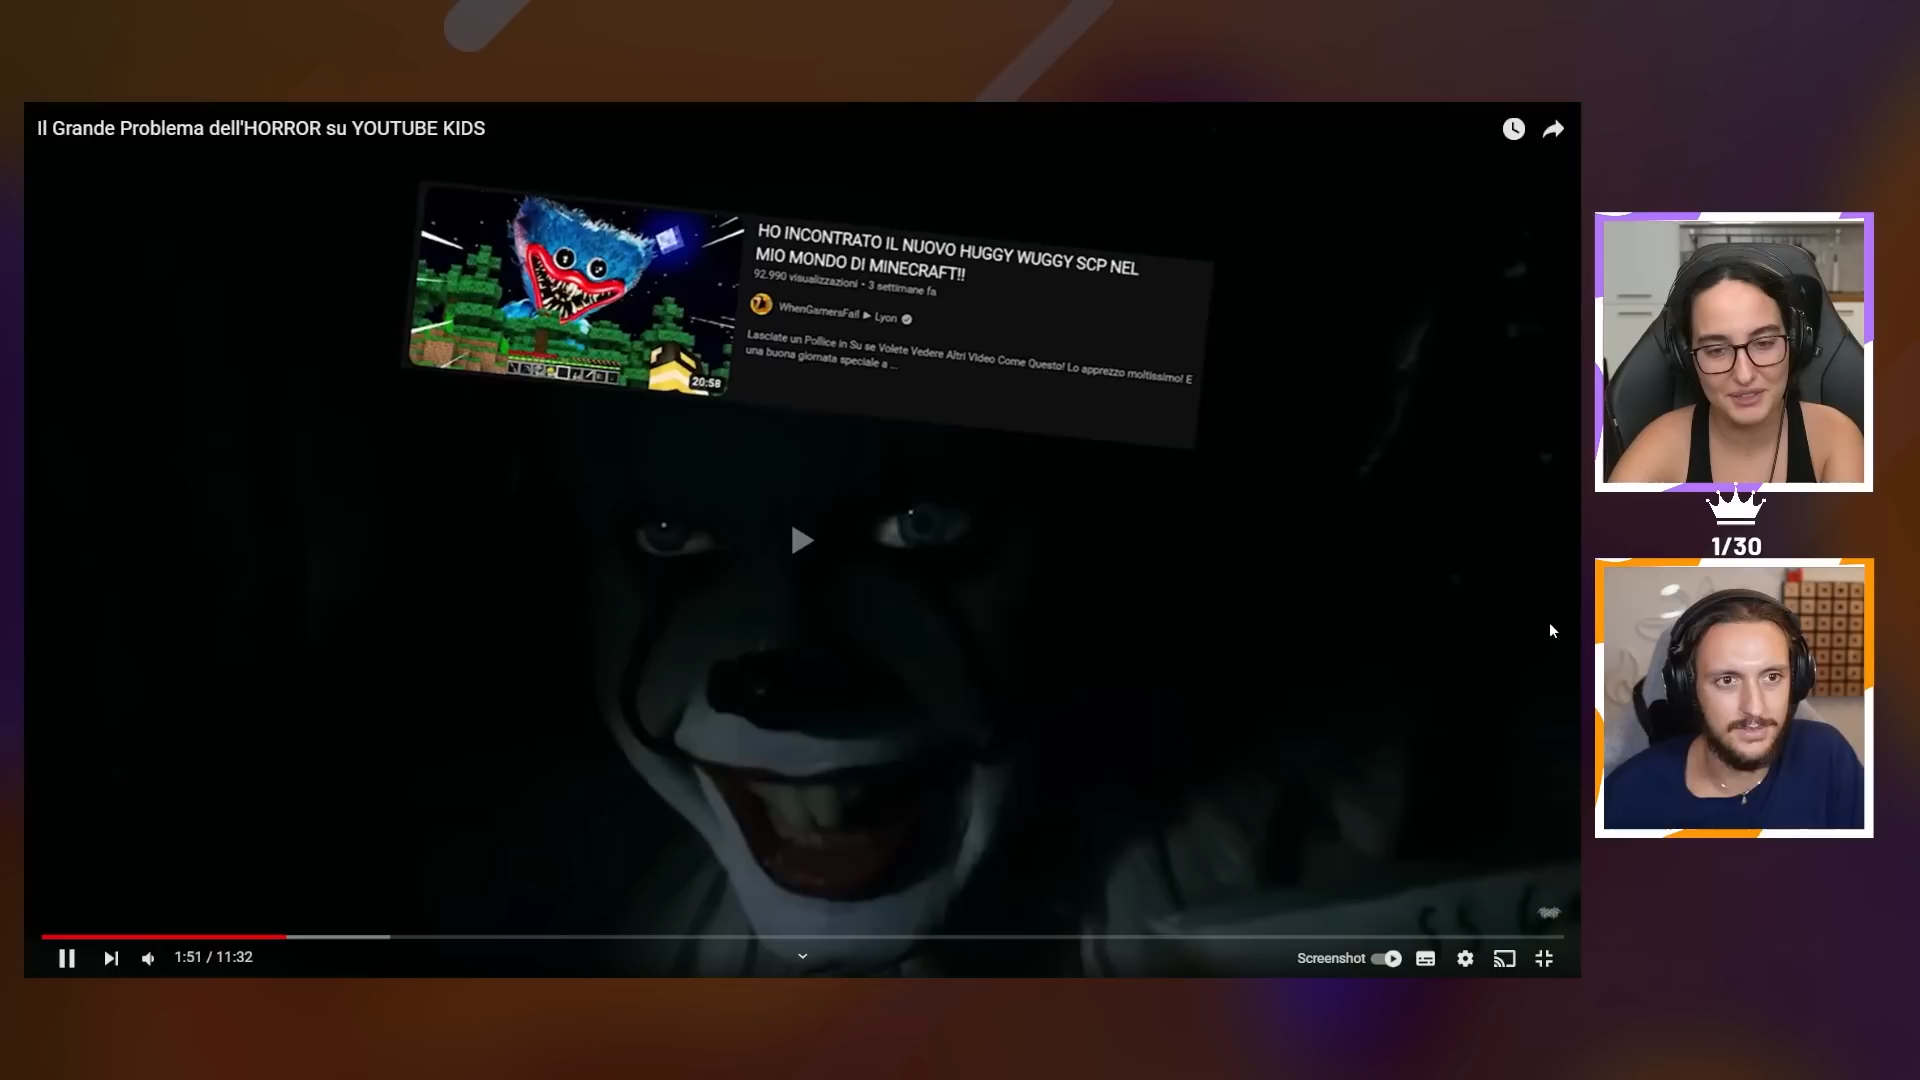 Il Grande Problema dell'HORROR su YOUTUBE KIDS
HO INCONTRATO IL NUOVO HUGGY WUGGY SCP NEL
MIO MONDO DI MINECRAFT!!
92.990 visualizzazioni • 3 settimane fa
WhenGamersFail ► Lyon
Lasciate un Pollice in Su se Volete Vedere Altri Video Come Questo! Lo apprezzo moltissimo! E
una buona giornata speciale a ...
20:58
1/30
1:51 / 11:32
Screenshot